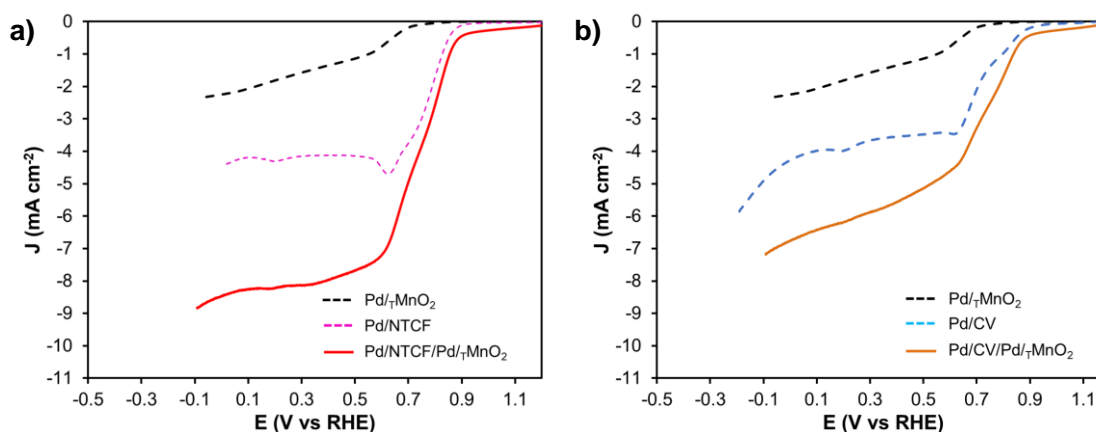 a)
J (mA cm⁻²)
0
-1
-2
-3
-4
-5
-6
-7
-8
-9
-10
-11
-0.5 -0.3 -0.1 0.1 0.3 0.5 0.7 0.9 1.1
E (V vs RHE)
Pd/TMnO₂
Pd/NTCF
Pd/NTCF/Pd/TMnO₂
b)
J (mA cm⁻²)
0
-1
-2
-3
-4
-5
-6
-7
-8
-9
-10
-11
-0.5 -0.3 -0.1 0.1 0.3 0.5 0.7 0.9 1.1
E (V vs RHE)
Pd/TMnO₂
Pd/CV
Pd/CV/Pd/TMnO₂